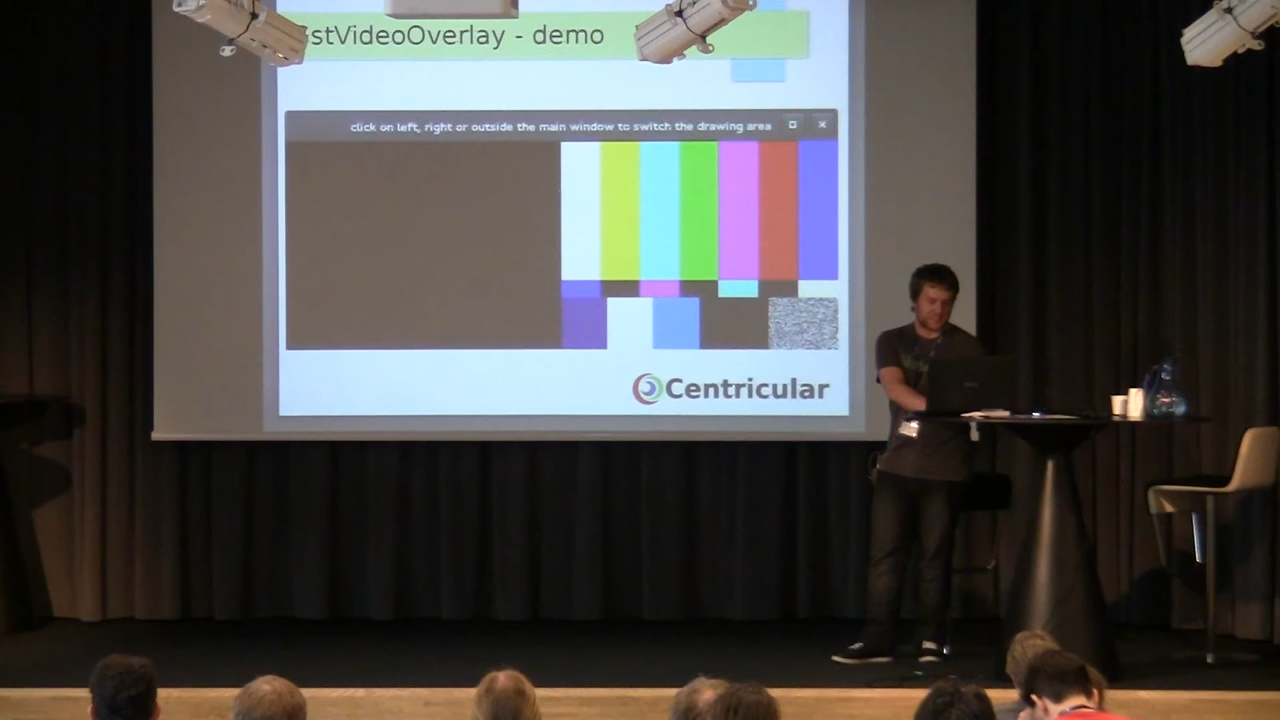 stVideoOverlay - demo
click on left, right or outside the main window to switch the drawing area
Centricular